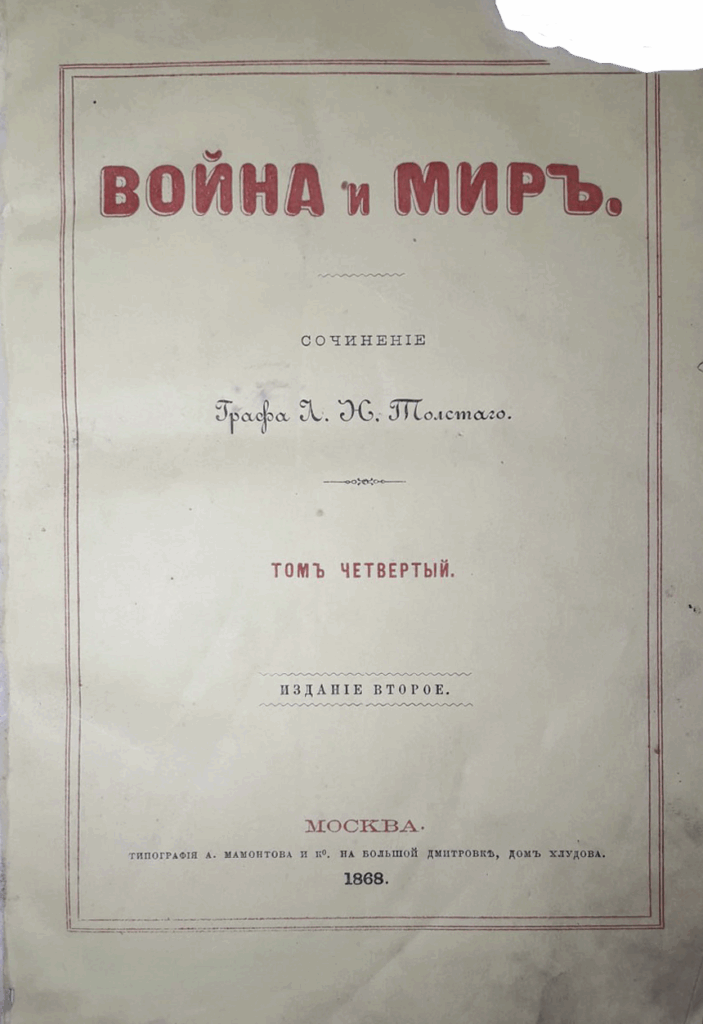 ВОЙНА и МИРЪ.
СОЧИНЕНІЕ
Графа Л. Н. Толстаго.
ТОМЪ ЧЕТВЕРТЫЙ.
ИЗДАНІЕ ВТОРОЕ.
МОСКВА.
ТИПОГРАФІЯ А. МАМОНТОВА И Кº. НА БОЛЬШОЙ ДМИТРОВКѢ, ДОМЪ ХЛУДОВА.
1868.